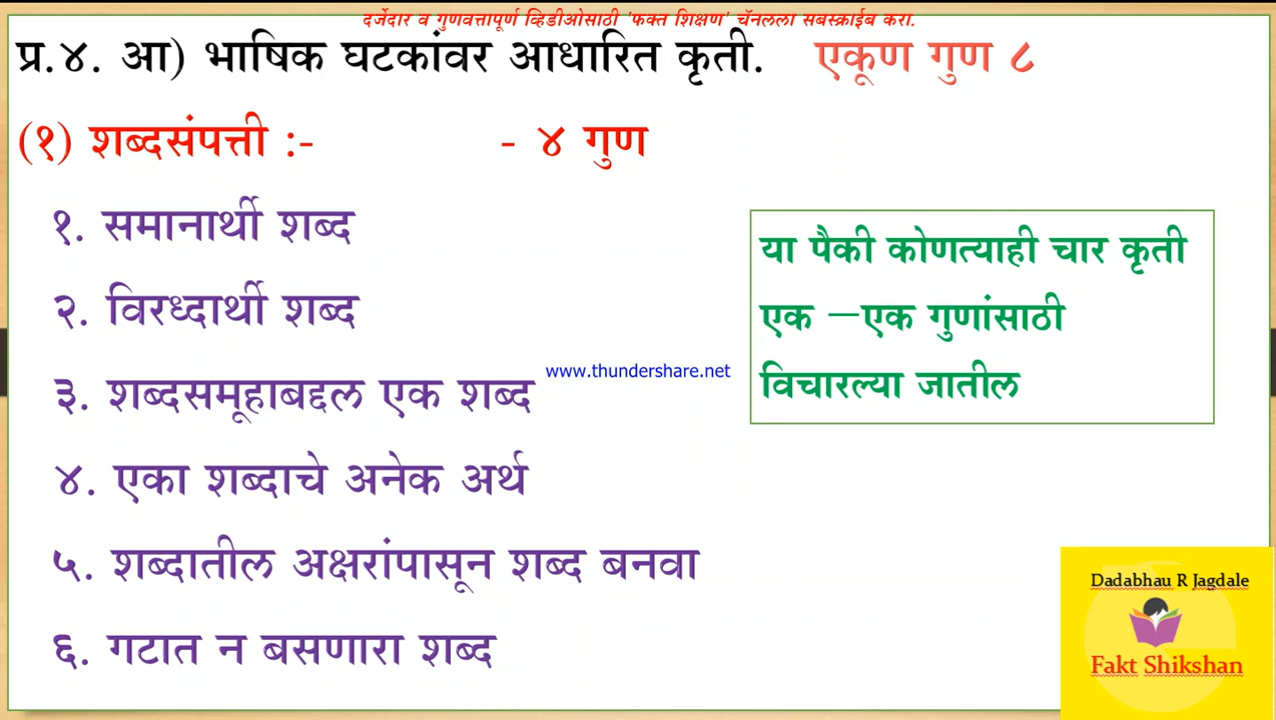 दर्जेदार व गुणवत्तापूर्ण व्हिडीओसाठी 'फक्त शिक्षण' चॅनलला सबस्क्राईब करा.
प्र.४. आ) भाषिक घटकांवर आधारित कृती. एकूण गुण ८
(१) शब्दसंपत्ती :- - ४ गुण
१. समानार्थी शब्द
२. विरध्दार्थी शब्द
३. शब्दसमूहाबद्दल एक शब्द
४. एका शब्दाचे अनेक अर्थ
५. शब्दातील अक्षरांपासून शब्द बनवा
६. गटात न बसणारा शब्द
या पैकी कोणत्याही चार कृती
एक –एक गुणांसाठी
विचारल्या जातील
www.thundershare.net
Dadabhau R Jagdale
Fakt Shikshan